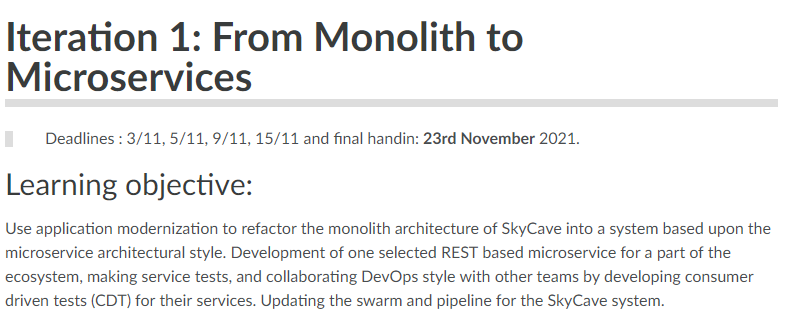 Iteration 1: From Monolith to
Microservices
Deadlines : 3/11, 5/11, 9/11, 15/11 and final handin: 23rd November 2021.
Learning objective:
Use application modernization to refactor the monolith architecture of SkyCave into a system based upon the
microservice architectural style. Development of one selected REST based microservice for a part of the
ecosystem, making service tests, and collaborating DevOps style with other teams by developing consumer
driven tests (CDT) for their services. Updating the swarm and pipeline for the SkyCave system.